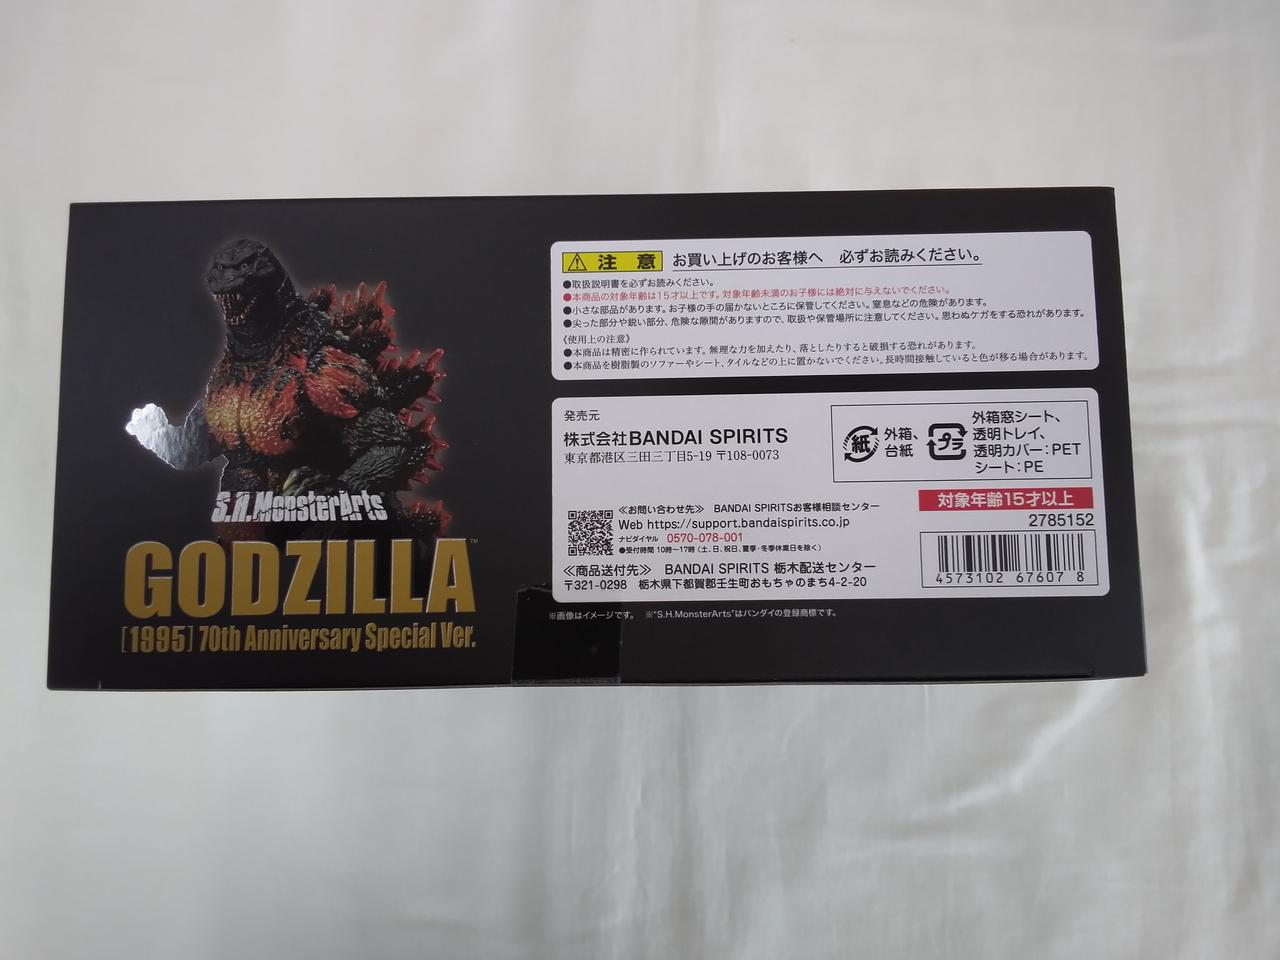 S.H.MonsterArts
GODZILLA™
[1995] 70th Anniversary Special Ver.
注 意 お買い上げのお客様へ 必ずお読みください。
●取扱説明書を必ずお読みください。
●本商品の対象年齢は15才以上です。対象年齢未満のお子様には絶対に与えないでください。
●小さな部品があります。お子様の手の届かないところに保管してください。窒息などの危険があります。
●尖った部分や鋭い部分、危険な隙間がありますので、取扱や保管場所に注意してください。思わぬケガをする恐れがあります。
《使用上の注意》
●本商品は精密に作られています。無理な力を加えたり、落としたりすると破損する恐れがあります。
●本商品を樹脂製のソファーやシート、タイルなどの上に置かないでください。長時間接触していると色が移る場合があります。
発売元
株式会社BANDAI SPIRITS
東京都港区三田三丁目5-19 〒108-0073
紙 外箱、
台紙
プラ 外箱窓シート、
透明トレイ、
透明カバー：PET
シート：PE
≪お問い合わせ先≫ BANDAI SPIRITSお客様相談センター
Web https://support.bandaispirits.co.jp
ナビダイヤル 0570-078-001
●受付時間 10時〜17時(土、日、祝日、夏季・冬季休業日を除く)
≪商品送付先≫ BANDAI SPIRITS 栃木配送センター
〒321-0298 栃木県下都賀郡壬生町おもちゃのまち4-2-20
対象年齢15才以上
2785152
4573102 67607 8
※画像はイメージです。 ※"S.H.MonsterArts"はバンダイの登録商標です。